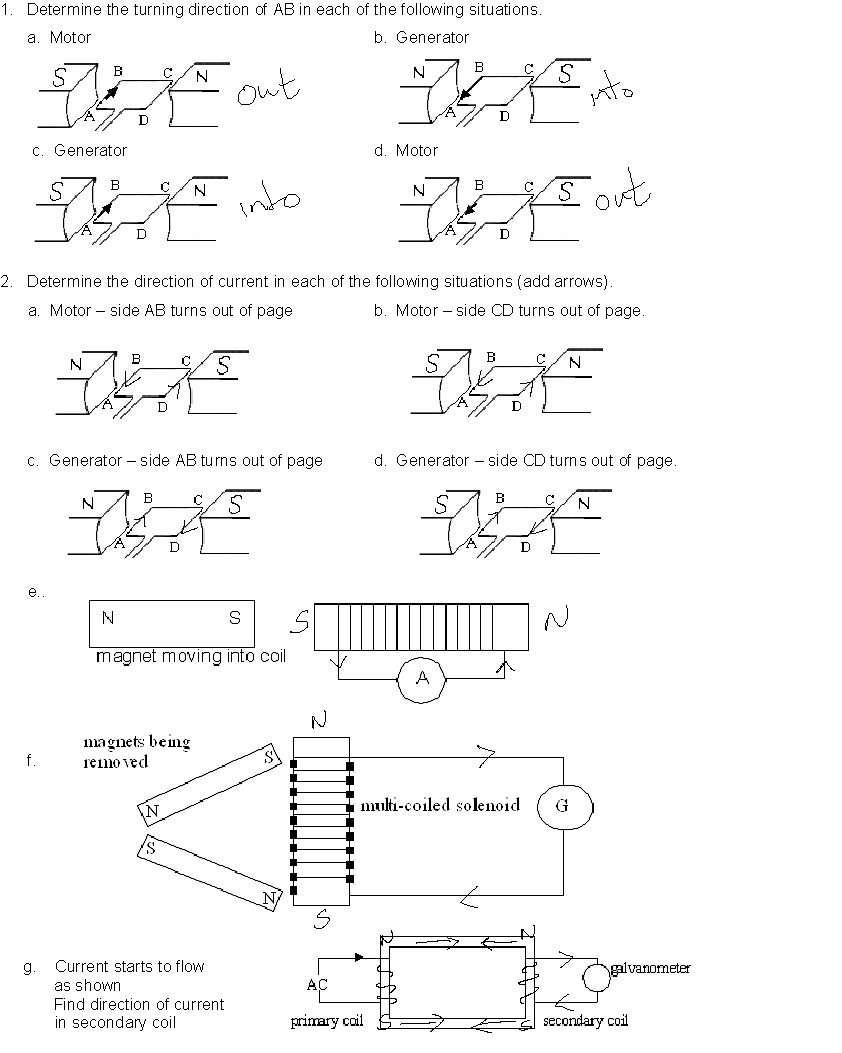 1. Determine the turning direction of AB in each of the following situations.
a. Motor
b. Generator
S B C N
A D
out
N B C S
A D
into
c. Generator
d. Motor
S B C N
A D
into
N B C S
A D
out
2. Determine the direction of current in each of the following situations (add arrows).
a. Motor – side AB turns out of page
b. Motor – side CD turns out of page.
N B C S
A D
S B C N
A D
c. Generator – side AB turns out of page
d. Generator – side CD turns out of page.
N B C S
A D
S B C N
A D
e..
N S
S N
magnet moving into coil
A
N
magnets being
removed
f.
S
N
multi-coiled solenoid
G
S
N
S
N N
g. Current starts to flow
as shown
Find direction of current
in secondary coil
AC
galvanometer
primary coil
S S
secondary coil